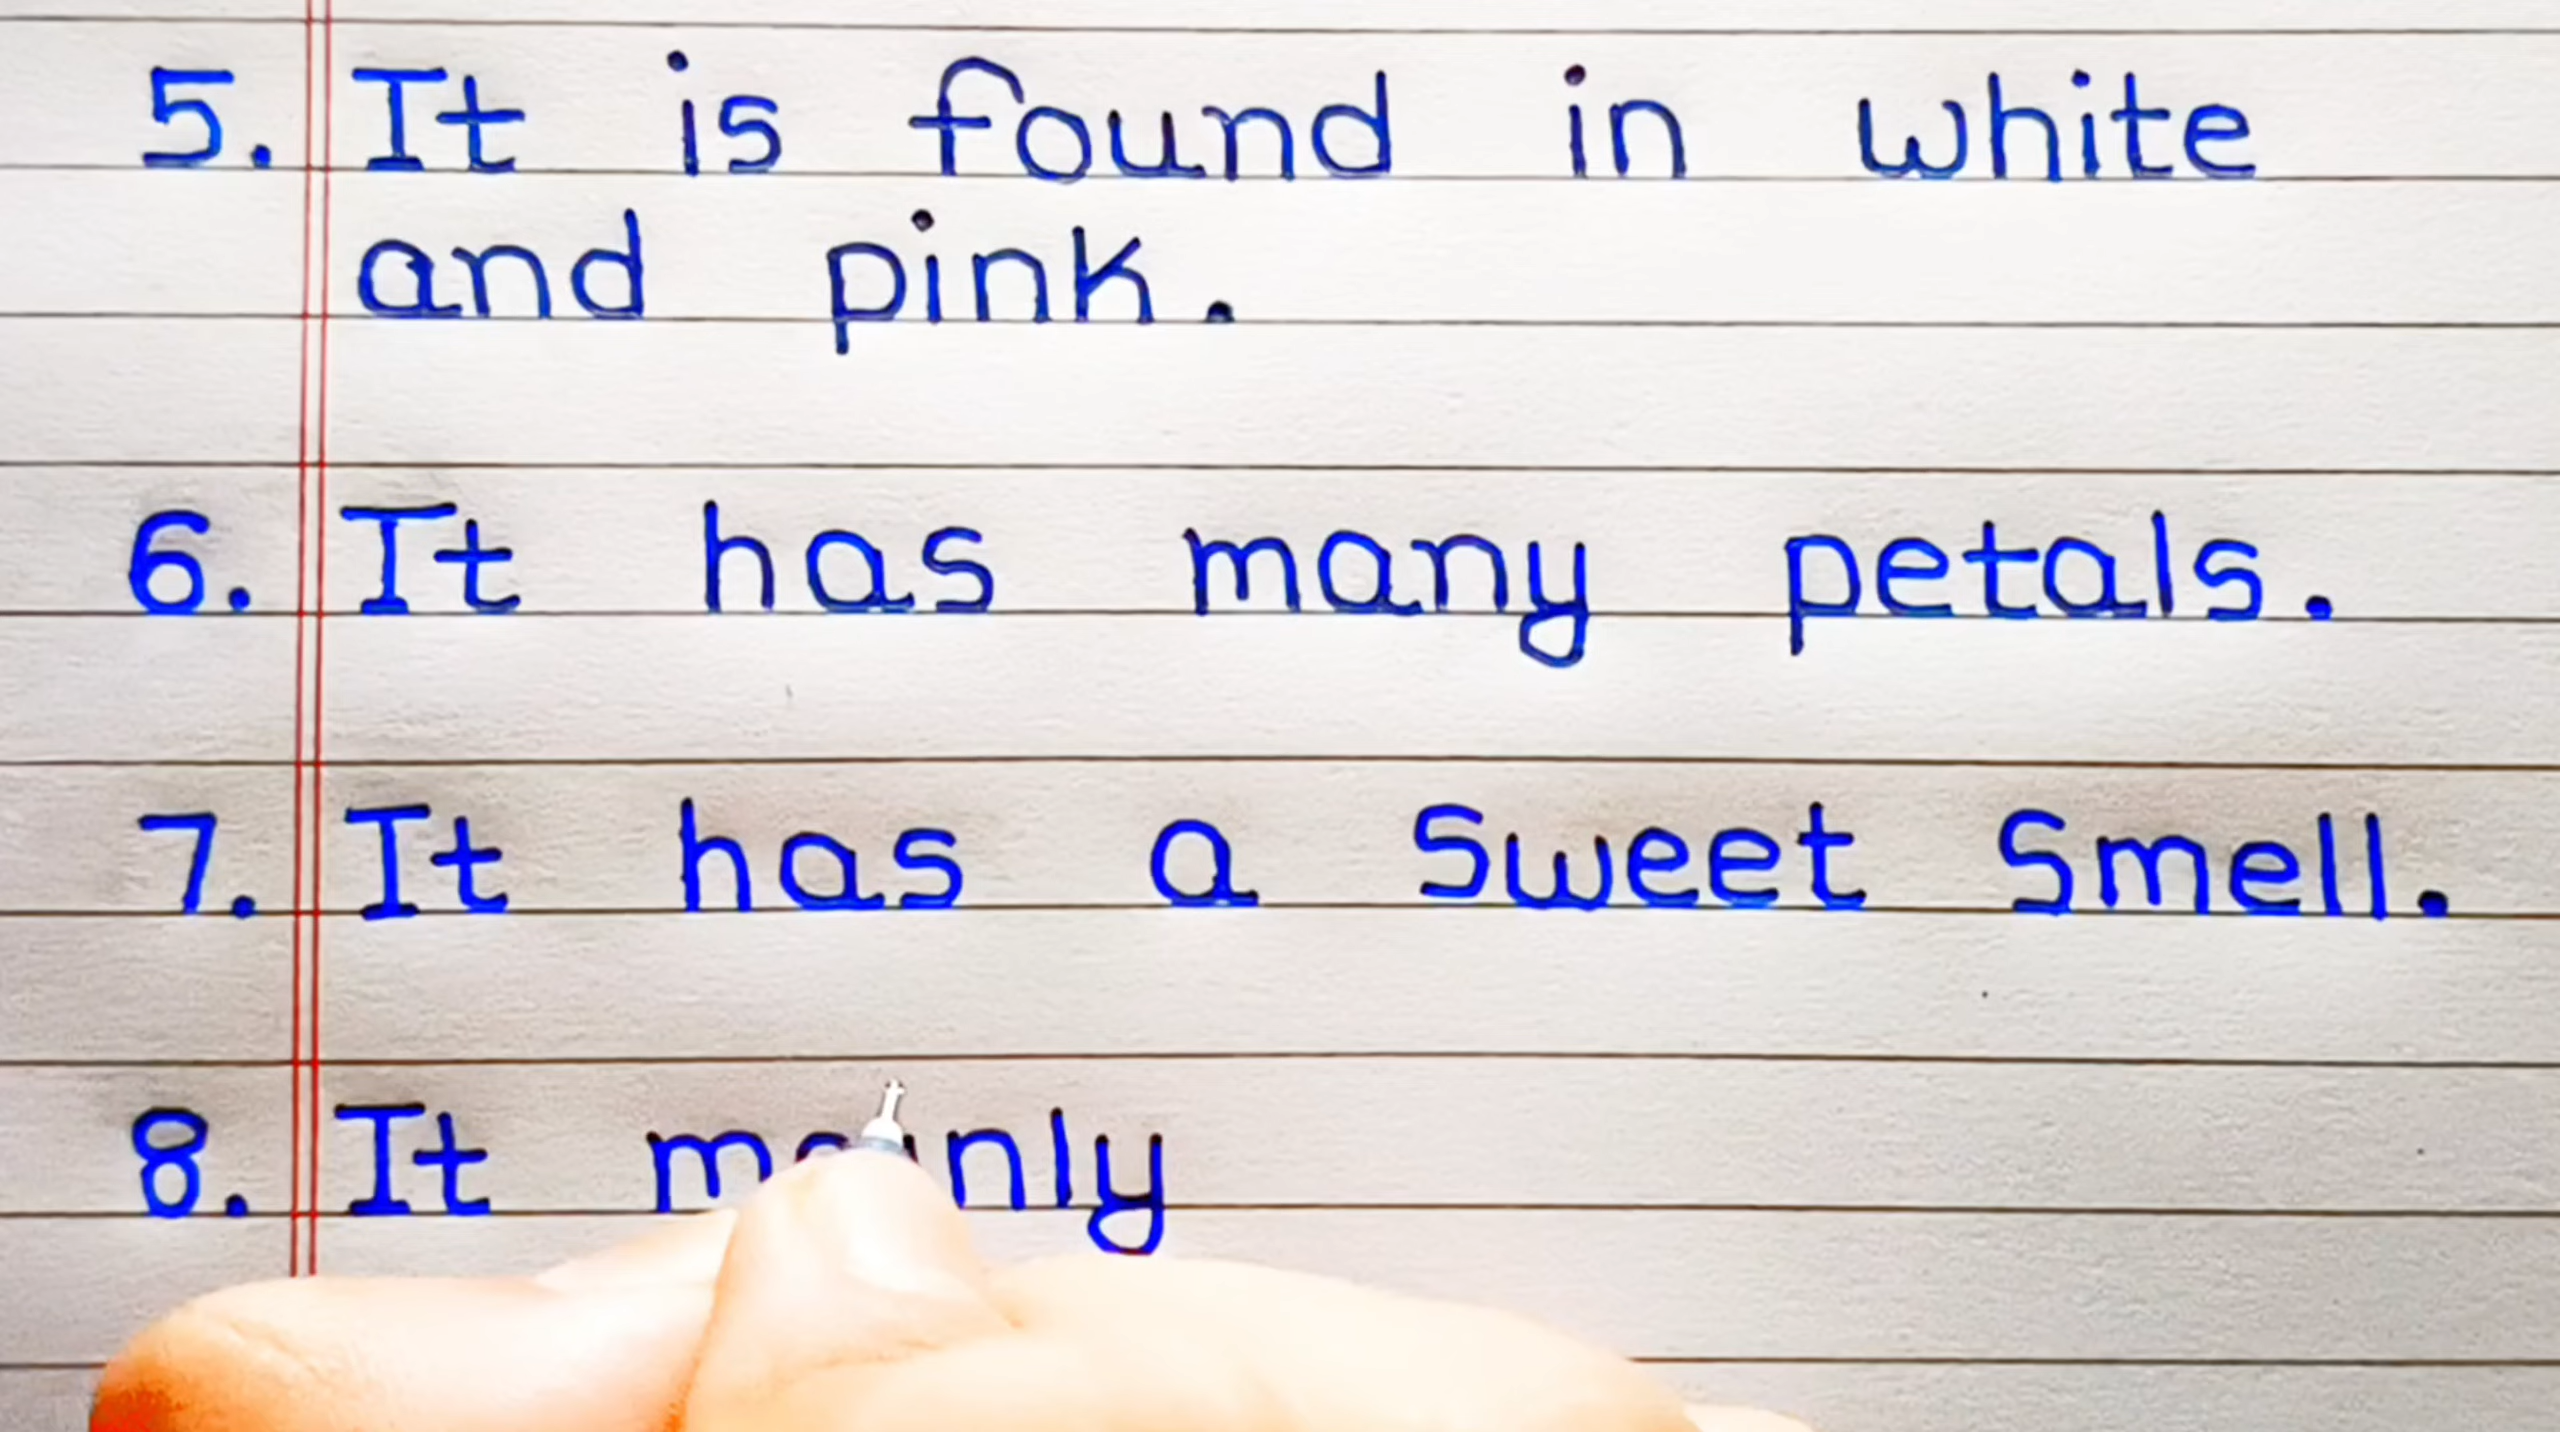 5. It is found in white
and pink.
6. It has many petals.
7. It has a Sweet Smell.
8. It